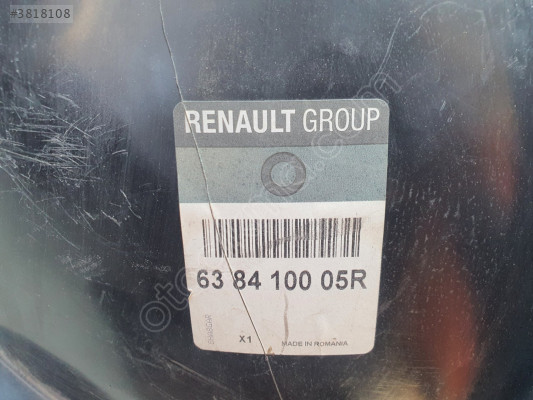 #3818108
RENAULT GROUP
63 84 100 05R
X1 MADE IN ROMANIA